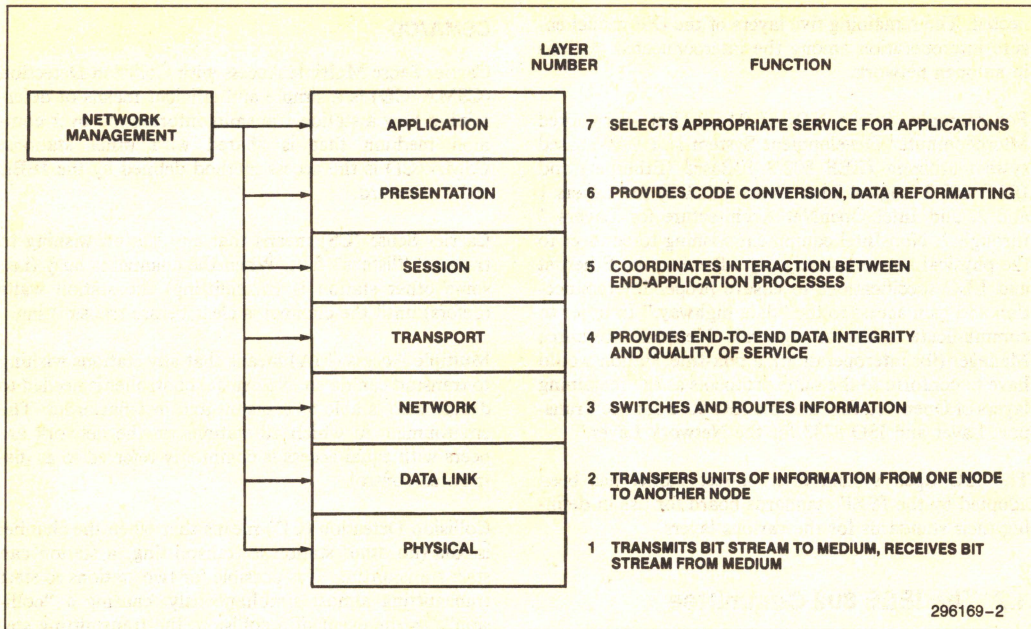 LAYER
NUMBER
FUNCTION
NETWORK
MANAGEMENT
APPLICATION
7 SELECTS APPROPRIATE SERVICE FOR APPLICATIONS
PRESENTATION
6 PROVIDES CODE CONVERSION, DATA REFORMATTING
SESSION
5 COORDINATES INTERACTION BETWEEN
END-APPLICATION PROCESSES
TRANSPORT
4 PROVIDES END-TO-END DATA INTEGRITY
AND QUALITY OF SERVICE
NETWORK
3 SWITCHES AND ROUTES INFORMATION
DATA LINK
2 TRANSFERS UNITS OF INFORMATION FROM ONE NODE
TO ANOTHER NODE
PHYSICAL
1 TRANSMITS BIT STREAM TO MEDIUM, RECEIVES BIT
STREAM FROM MEDIUM
296169-2